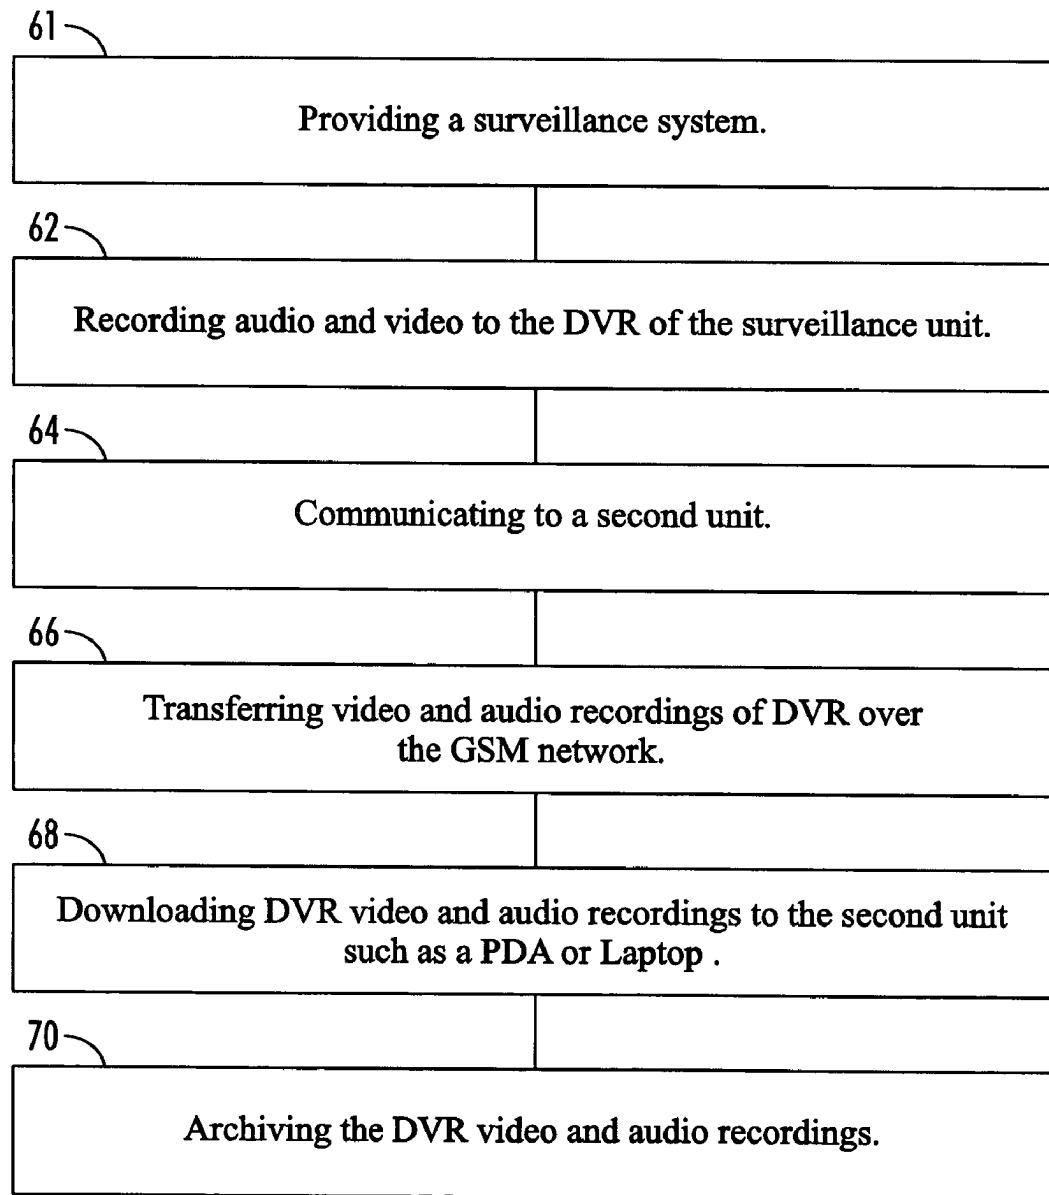 61
Providing a surveillance system.
62
Recording audio and video to the DVR of the surveillance unit.
64
Communicating to a second unit.
66
Transferring video and audio recordings of DVR over
the GSM network.
68
Downloading DVR video and audio recordings to the second unit
such as a PDA or Laptop .
70
Archiving the DVR video and audio recordings.